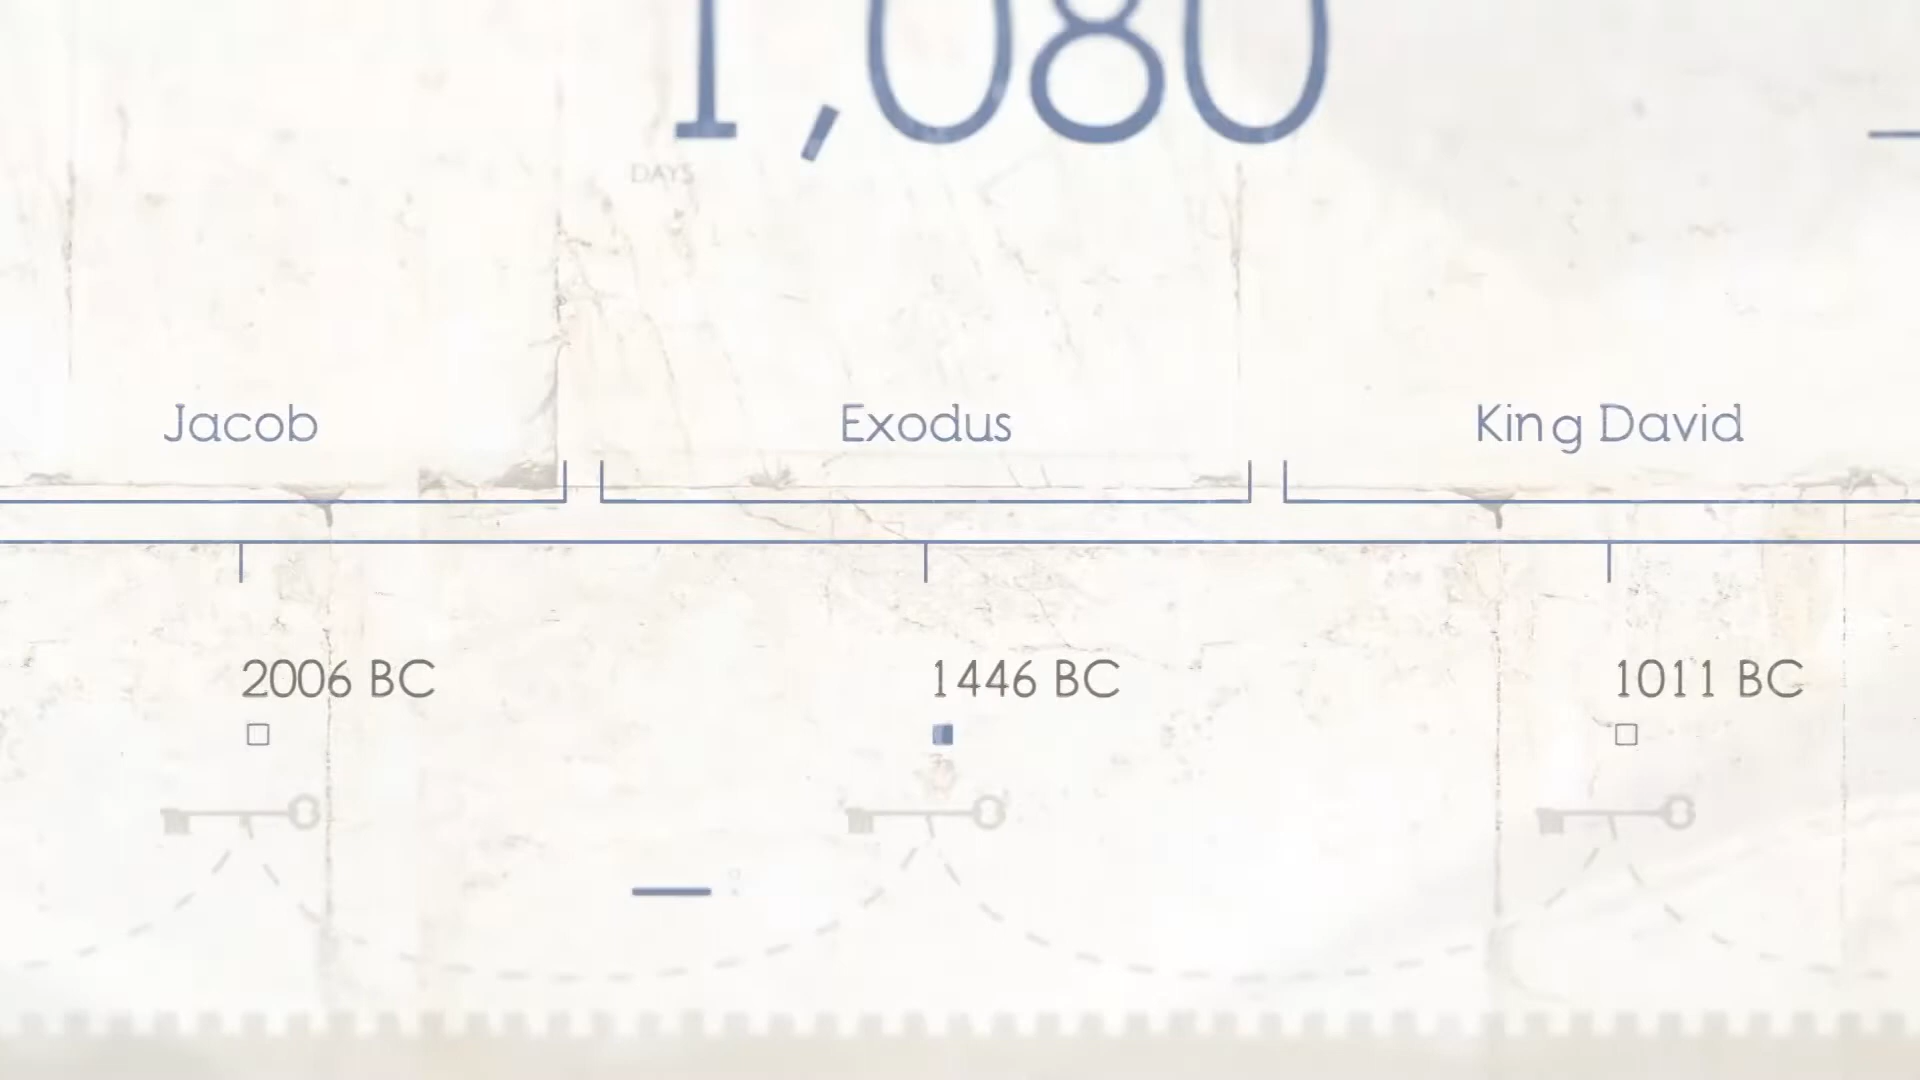 1,080
DAYS
Jacob
Exodus
King David
2006 BC
1446 BC
1011 BC